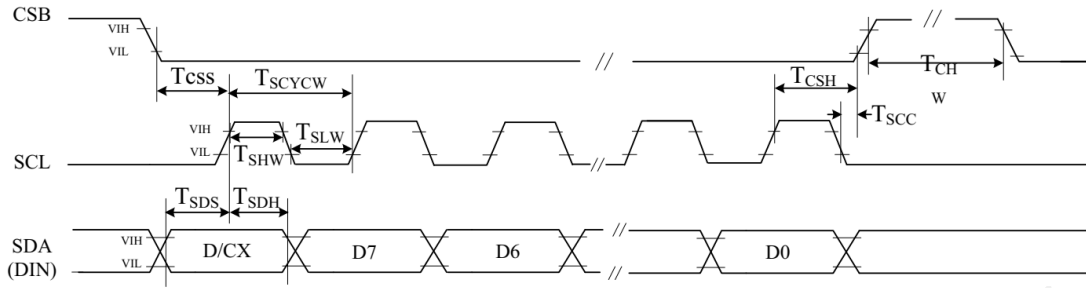 CSB
VIH
VIL
//
//
Tcss
TSCYCW
TCSH
TCH
W
TSCC
SCL
VIH
VIL
TSHW
TSLW
//
TSDS
TSDH
SDA
(DIN)
VIH
VIL
D/CX
D7
D6
//
//
D0